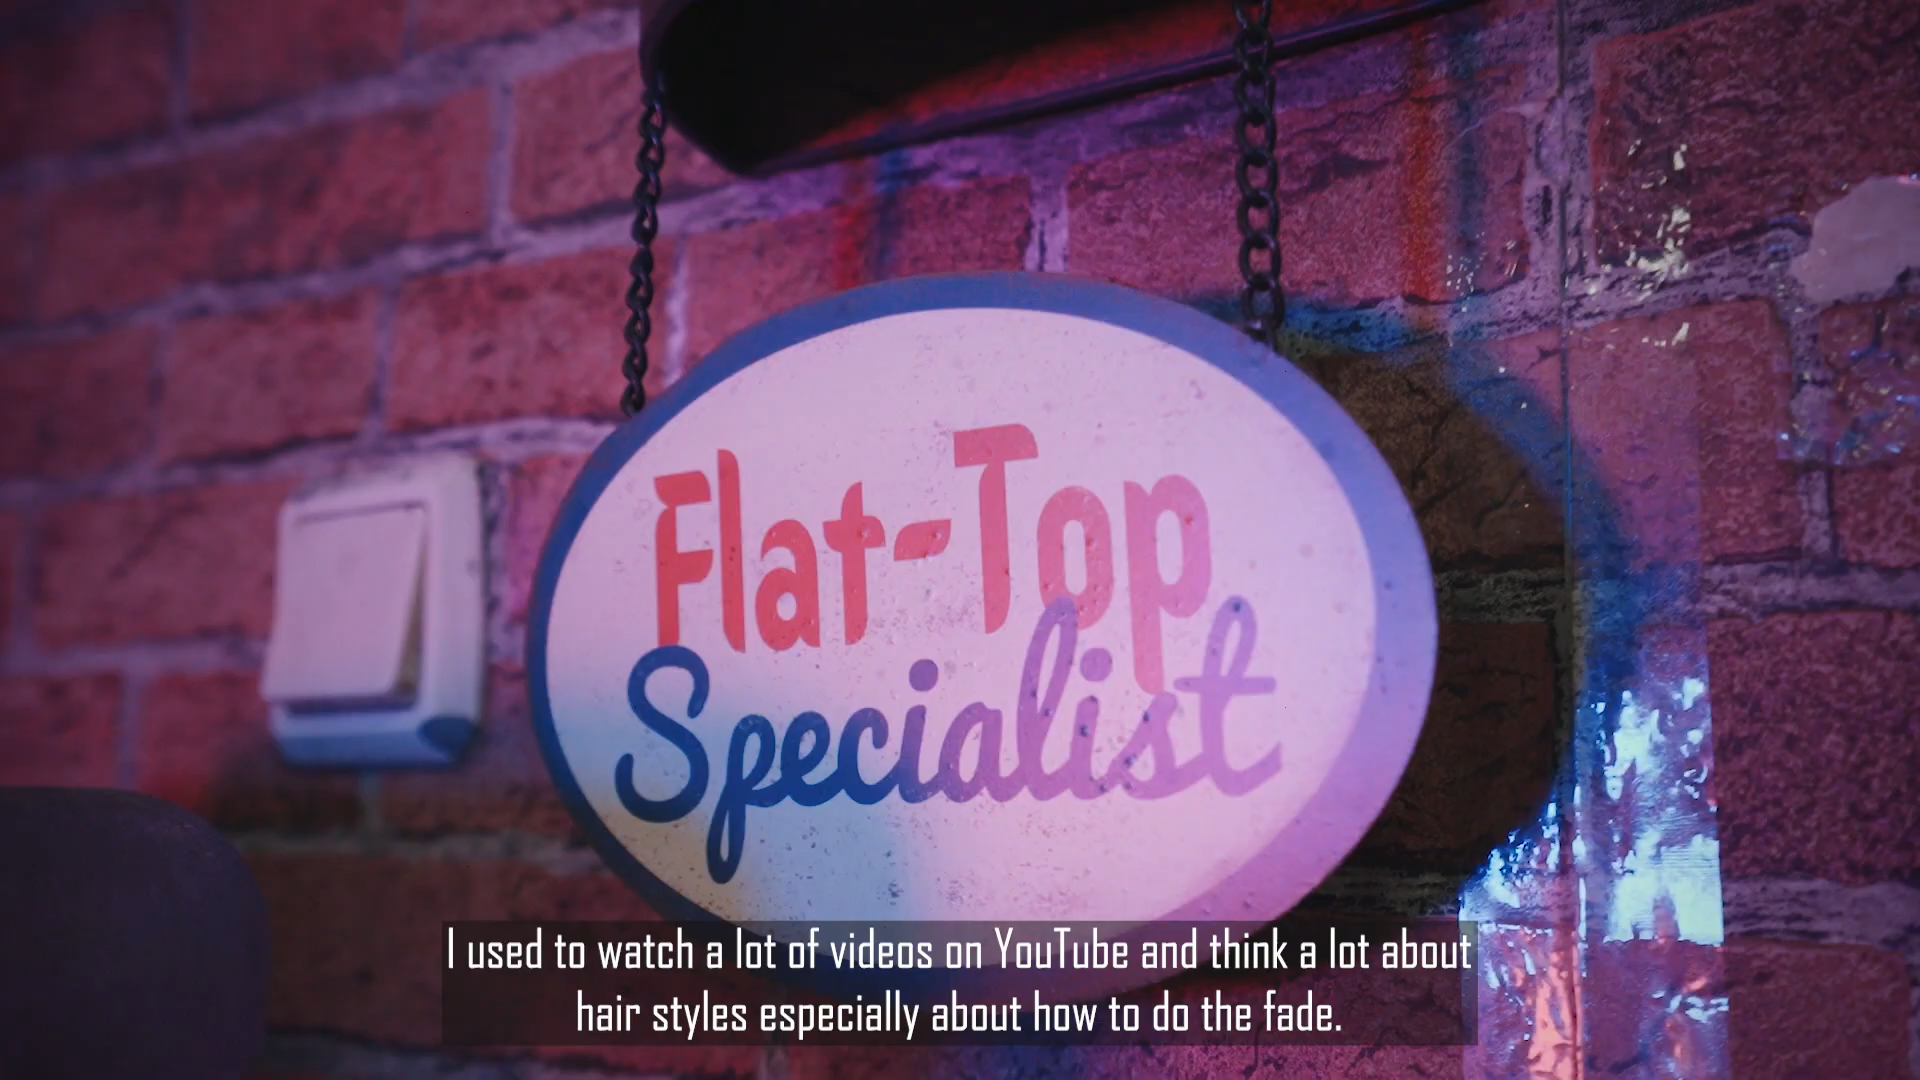 Flat-Top
Specialist
I used to watch a lot of videos on YouTube and think a lot about
hair styles especially about how to do the fade.